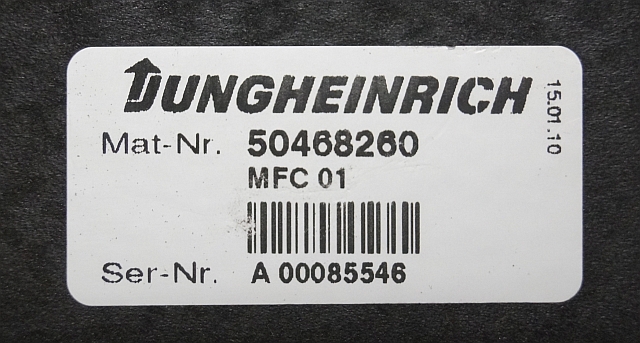 JUNGHEINRICH
15.01.10
Mat-Nr. 50468260
MFC 01
Ser-Nr. A 00085546